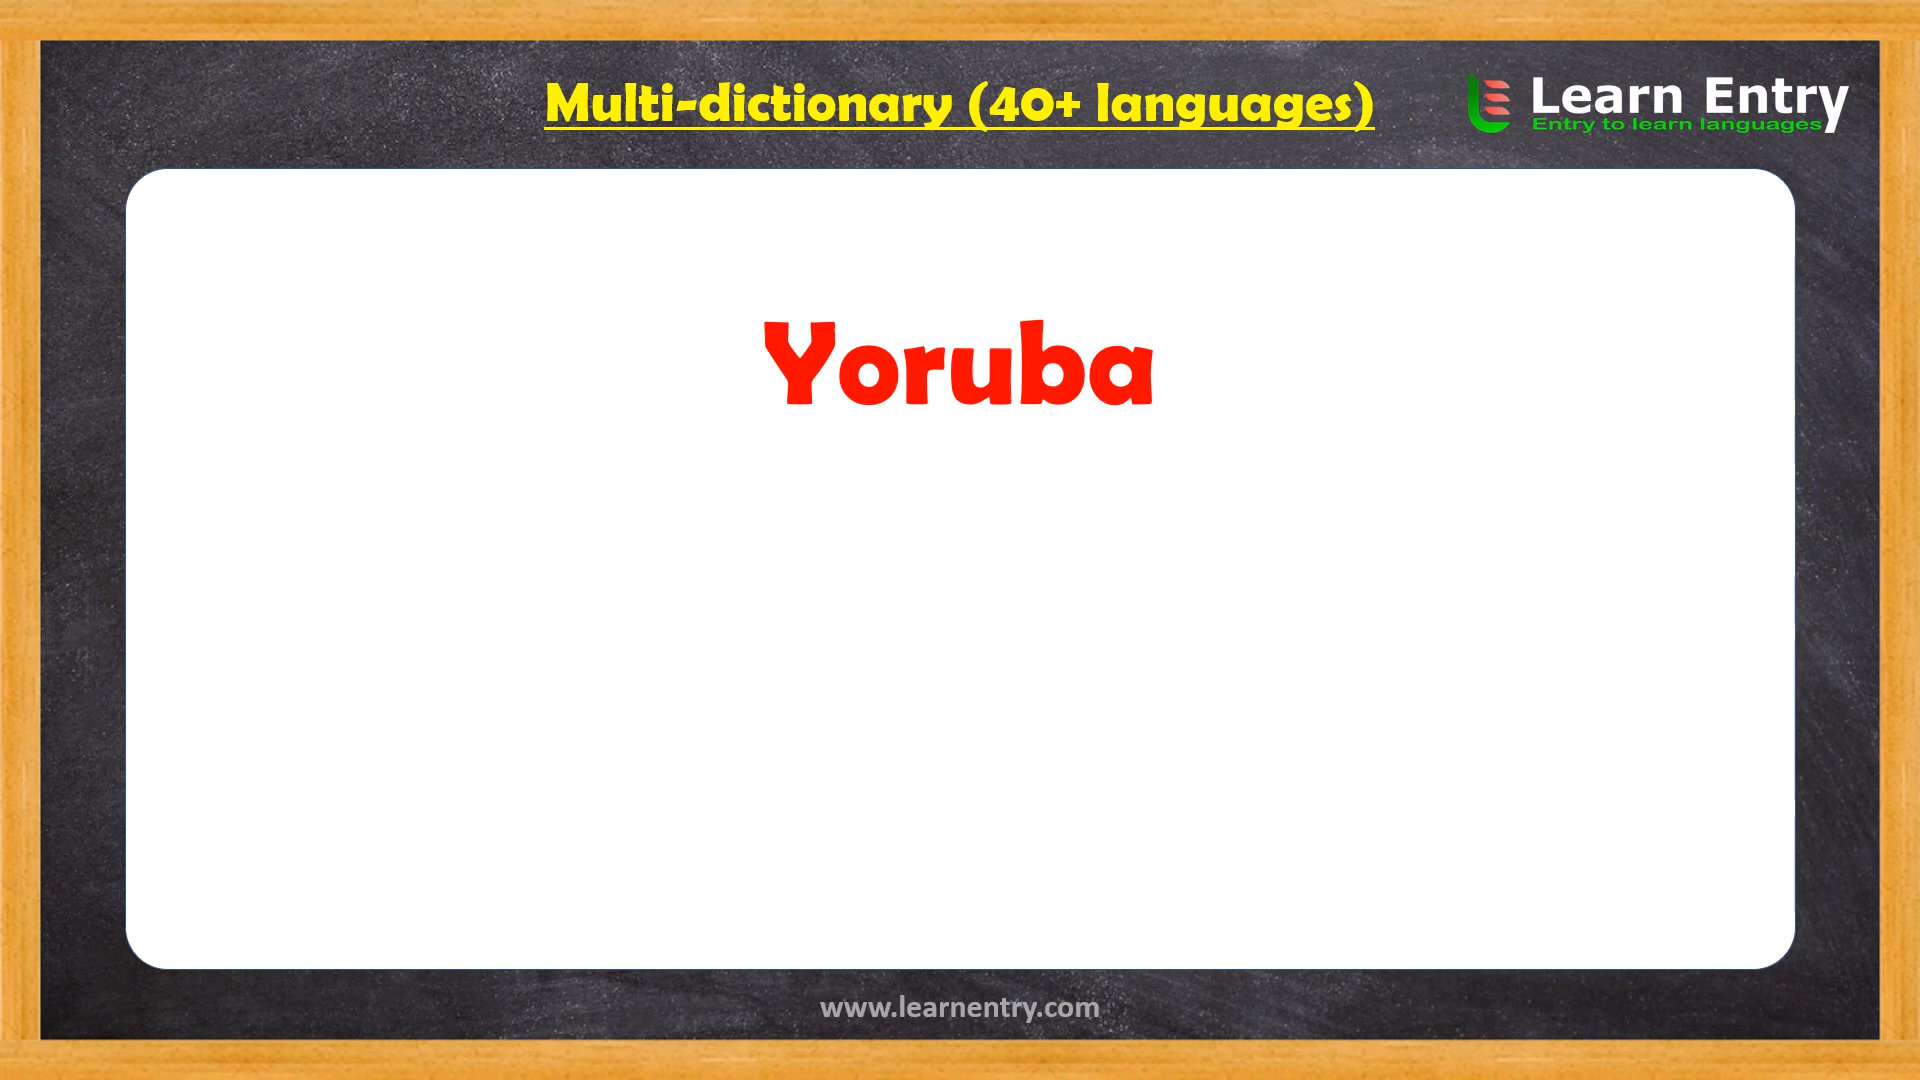 Multi-dictionary (40+ languages)
Learn Entry
Entry to learn languages
Yoruba
www.learnentry.com